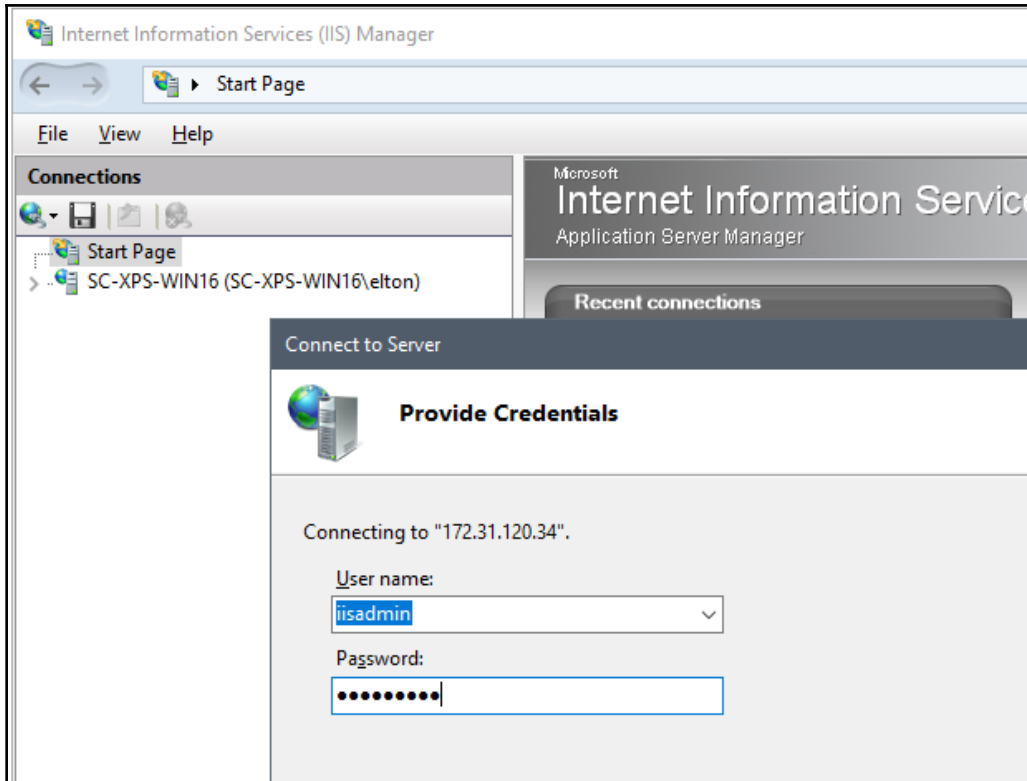 Internet Information Services (IIS) Manager
Start Page
File View Help
Connections
Start Page
SC-XPS-WIN16 (SC-XPS-WIN16\elton)
Microsoft
Internet Information Servic
Application Server Manager
Recent connections
Connect to Server
Provide Credentials
Connecting to "172.31.120.34".
User name:
iisadmin
Password:
•••••••••